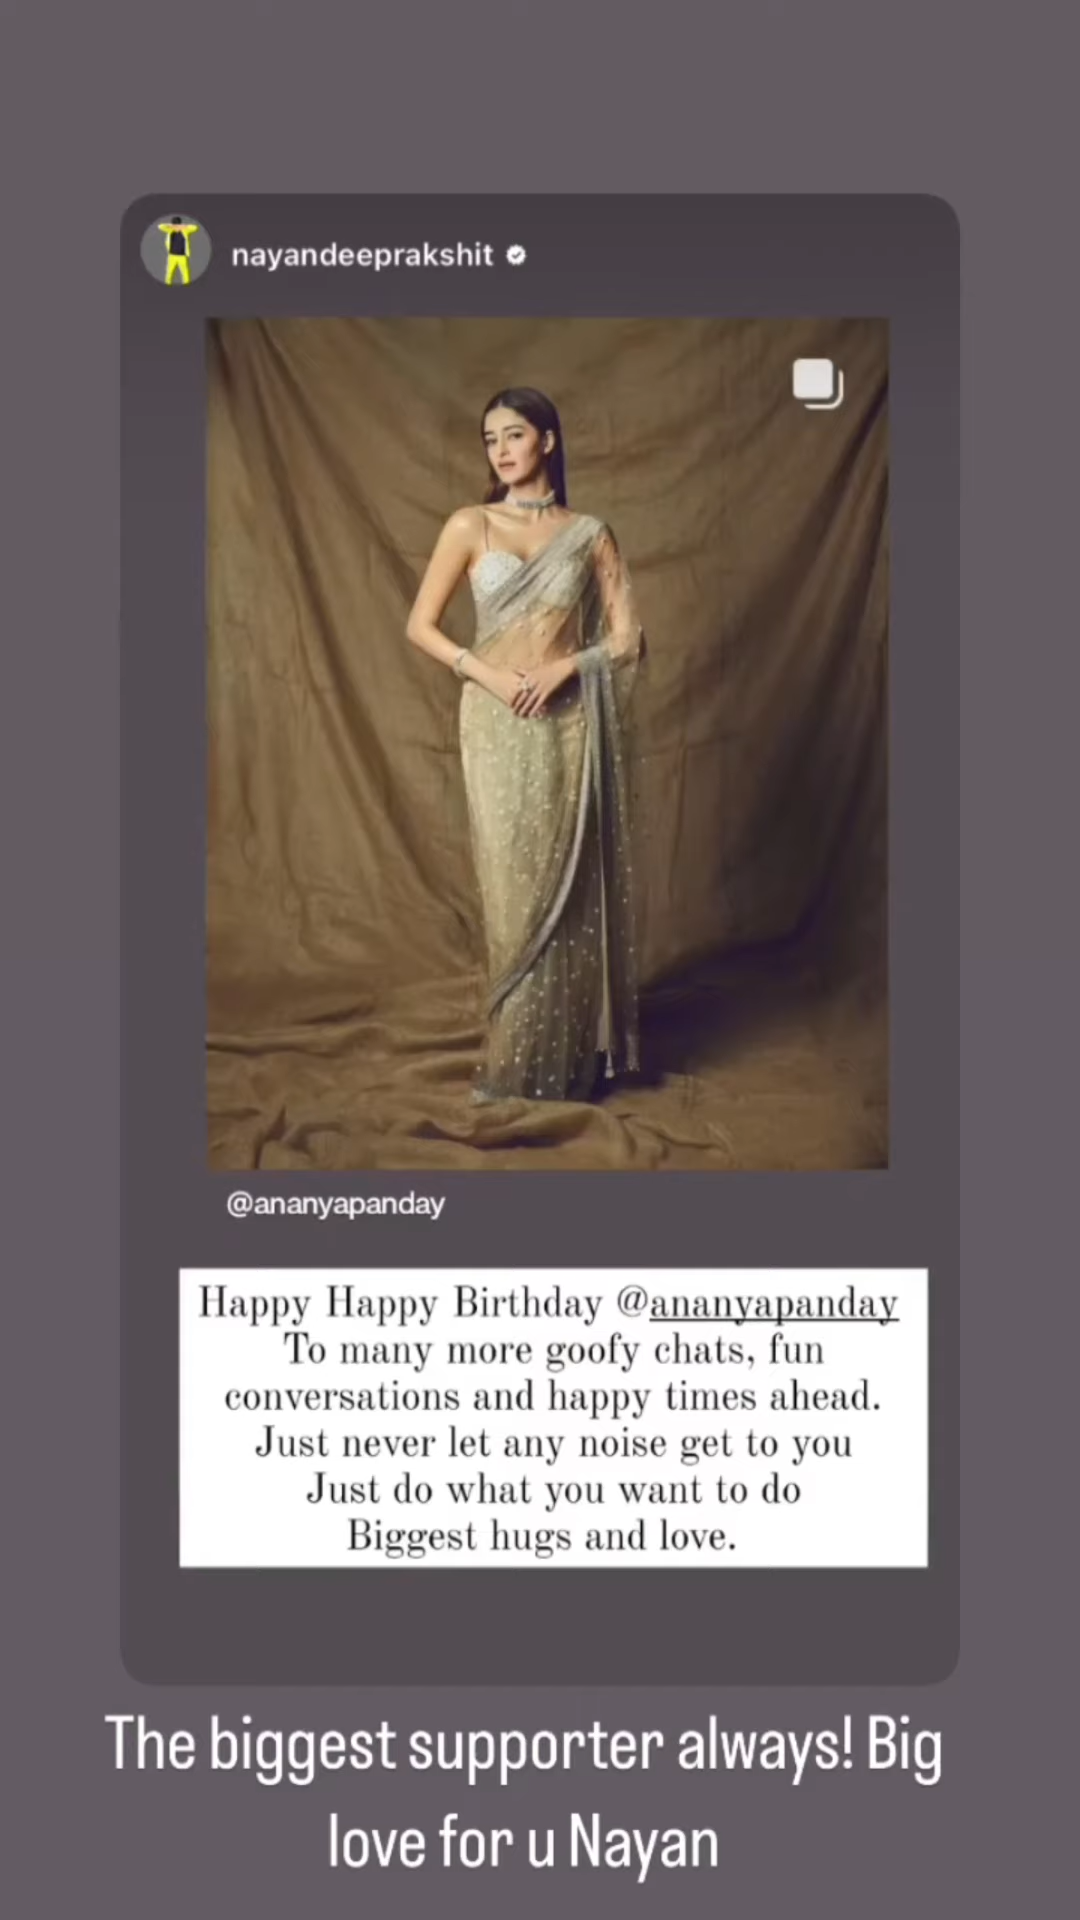 nayandeeprakshit
@ananyapanday
Happy Happy Birthday @ananyapanday
To many more goofy chats, fun
conversations and happy times ahead.
Just never let any noise get to you
Just do what you want to do
Biggest hugs and love.
The biggest supporter always! Big
love for u Nayan